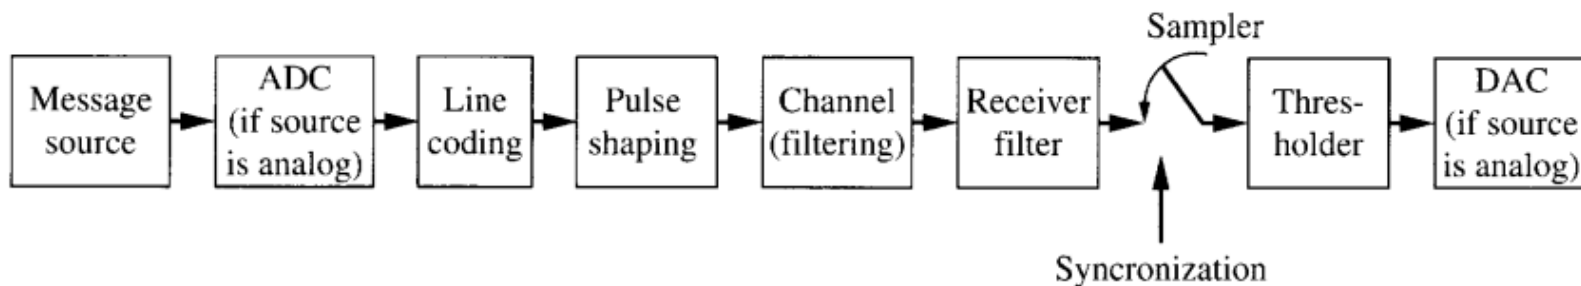 Sampler
Message
source
ADC
(if source
is analog)
Line
coding
Pulse
shaping
Channel
(filtering)
Receiver
filter
Thres-
holder
DAC
(if source
is analog)
Syncronization